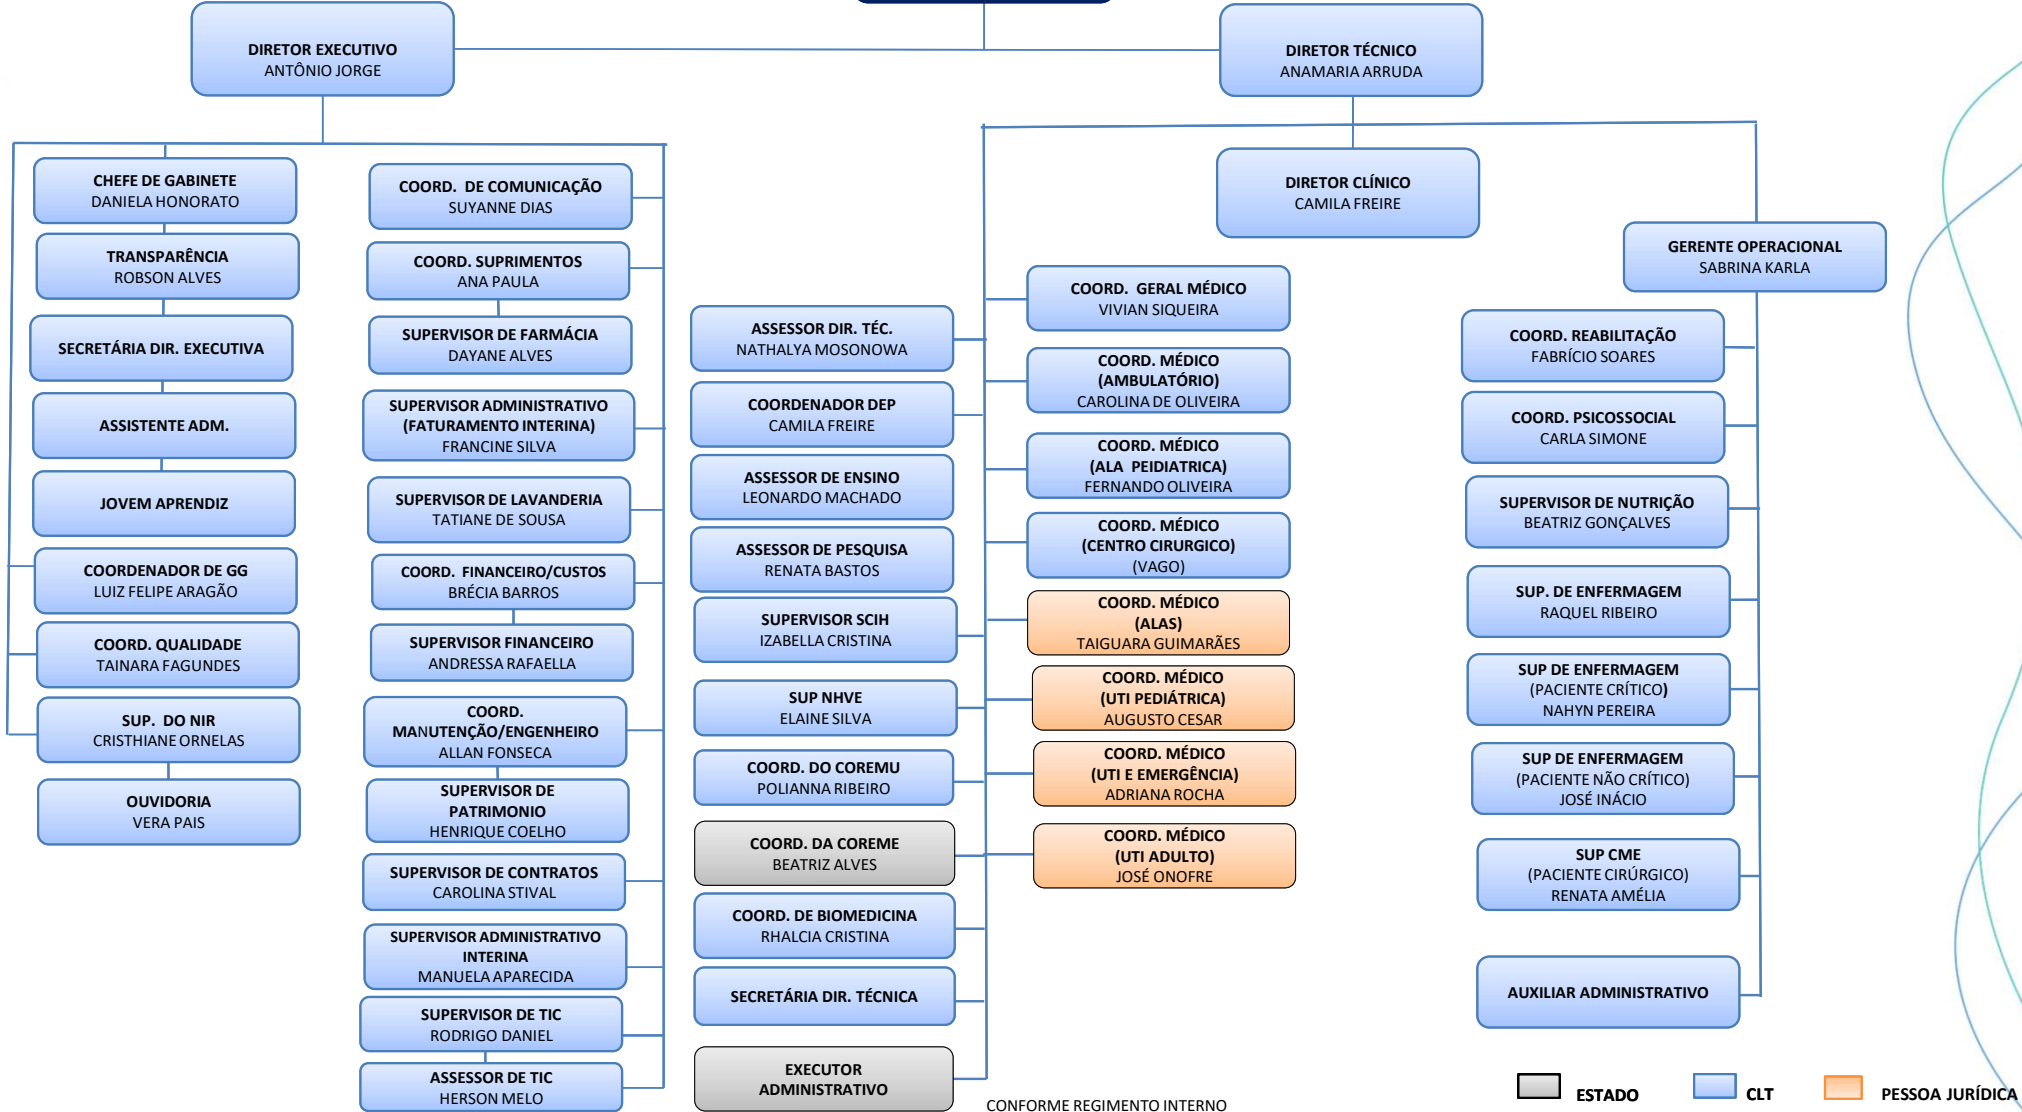 DIRETOR EXECUTIVO
ANTÔNIO JORGE
DIRETOR TÉCNICO
ANAMARIA ARRUDA
CHEFE DE GABINETE
DANIELA HONORATO
TRANSPARÊNCIA
ROBSON ALVES
SECRETÁRIA DIR. EXECUTIVA
ASSISTENTE ADM.
JOVEM APRENDIZ
COORDENADOR DE GG
LUIZ FELIPE ARAGÃO
COORD. QUALIDADE
TAINARA FAGUNDES
SUP. DO NIR
CRISTHIANE ORNELAS
OUVIDORIA
VERA PAIS
COORD. DE COMUNICAÇÃO
SUYANNE DIAS
COORD. SUPRIMENTOS
ANA PAULA
SUPERVISOR DE FARMÁCIA
DAYANE ALVES
SUPERVISOR ADMINISTRATIVO
(FATURAMENTO INTERINA)
FRANCINE SILVA
SUPERVISOR DE LAVANDERIA
TATIANE DE SOUSA
COORD. FINANCEIRO/CUSTOS
BRÉCIA BARROS
SUPERVISOR FINANCEIRO
ANDRESSA RAFAELLA
COORD.
MANUTENÇÃO/ENGENHEIRO
ALLAN FONSECA
SUPERVISOR DE
PATRIMONIO
HENRIQUE COELHO
SUPERVISOR DE CONTRATOS
CAROLINA STIVAL
SUPERVISOR ADMINISTRATIVO
INTERINA
MANUELA APARECIDA
SUPERVISOR DE TIC
RODRIGO DANIEL
ASSESSOR DE TIC
HERSON MELO
DIRETOR CLÍNICO
CAMILA FREIRE
ASSESSOR DIR. TÉC.
NATHALYA MOSONOWA
COORDENADOR DEP
CAMILA FREIRE
ASSESSOR DE ENSINO
LEONARDO MACHADO
ASSESSOR DE PESQUISA
RENATA BASTOS
SUPERVISOR SCIH
IZABELLA CRISTINA
SUP NHVE
ELAINE SILVA
COORD. DO COREMU
POLIANNA RIBEIRO
COORD. DA COREME
BEATRIZ ALVES
COORD. DE BIOMEDICINA
RHALCIA CRISTINA
SECRETÁRIA DIR. TÉCNICA
EXECUTOR
ADMINISTRATIVO
COORD. GERAL MÉDICO
VIVIAN SIQUEIRA
COORD. MÉDICO
(AMBULATÓRIO)
CAROLINA DE OLIVEIRA
COORD. MÉDICO
(ALA PEIDIATRICA)
FERNANDO OLIVEIRA
COORD. MÉDICO
(CENTRO CIRURGICO)
(VAGO)
COORD. MÉDICO
(ALAS)
TAIGUARA GUIMARÃES
COORD. MÉDICO
(UTI PEDIÁTRICA)
AUGUSTO CESAR
COORD. MÉDICO
(UTI E EMERGÊNCIA)
ADRIANA ROCHA
COORD. MÉDICO
(UTI ADULTO)
JOSÉ ONOFRE
GERENTE OPERACIONAL
SABRINA KARLA
COORD. REABILITAÇÃO
FABRÍCIO SOARES
COORD. PSICOSSOCIAL
CARLA SIMONE
SUPERVISOR DE NUTRIÇÃO
BEATRIZ GONÇALVES
SUP. DE ENFERMAGEM
RAQUEL RIBEIRO
SUP DE ENFERMAGEM
(PACIENTE CRÍTICO)
NAHYN PEREIRA
SUP DE ENFERMAGEM
(PACIENTE NÃO CRÍTICO)
JOSÉ INÁCIO
SUP CME
(PACIENTE CIRÚRGICO)
RENATA AMÉLIA
AUXILIAR ADMINISTRATIVO
CONFORME REGIMENTO INTERNO
ESTADO
CLT
PESSOA JURÍDICA